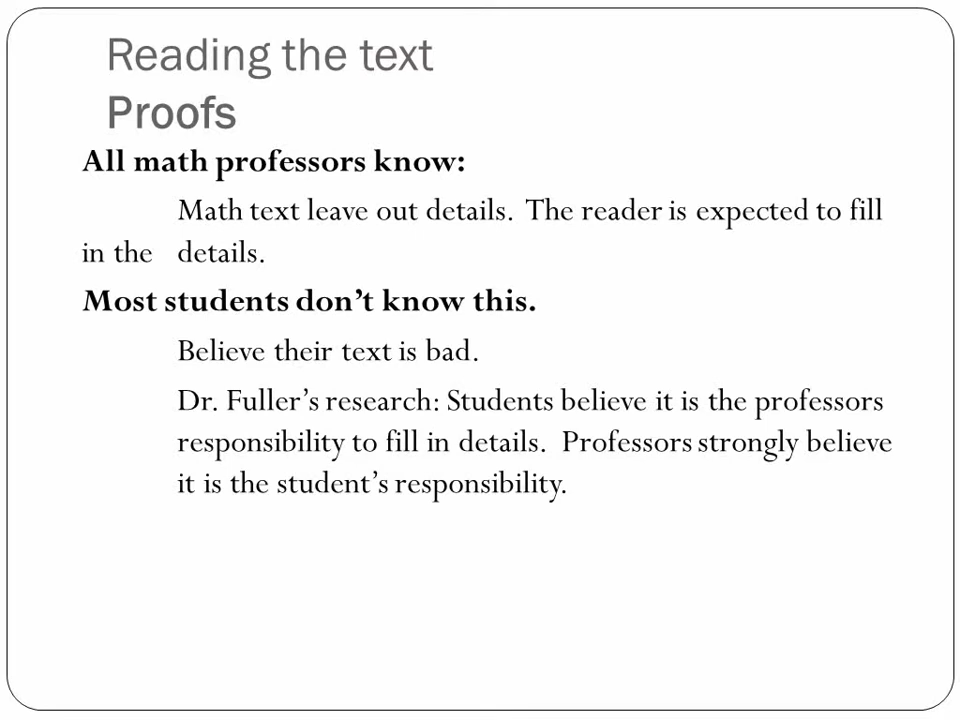 Reading the text
Proofs
All math professors know:
Math text leave out details. The reader is expected to fill
in the details.
Most students don’t know this.
Believe their text is bad.
Dr. Fuller’s research: Students believe it is the professors
responsibility to fill in details. Professors strongly believe
it is the student’s responsibility.